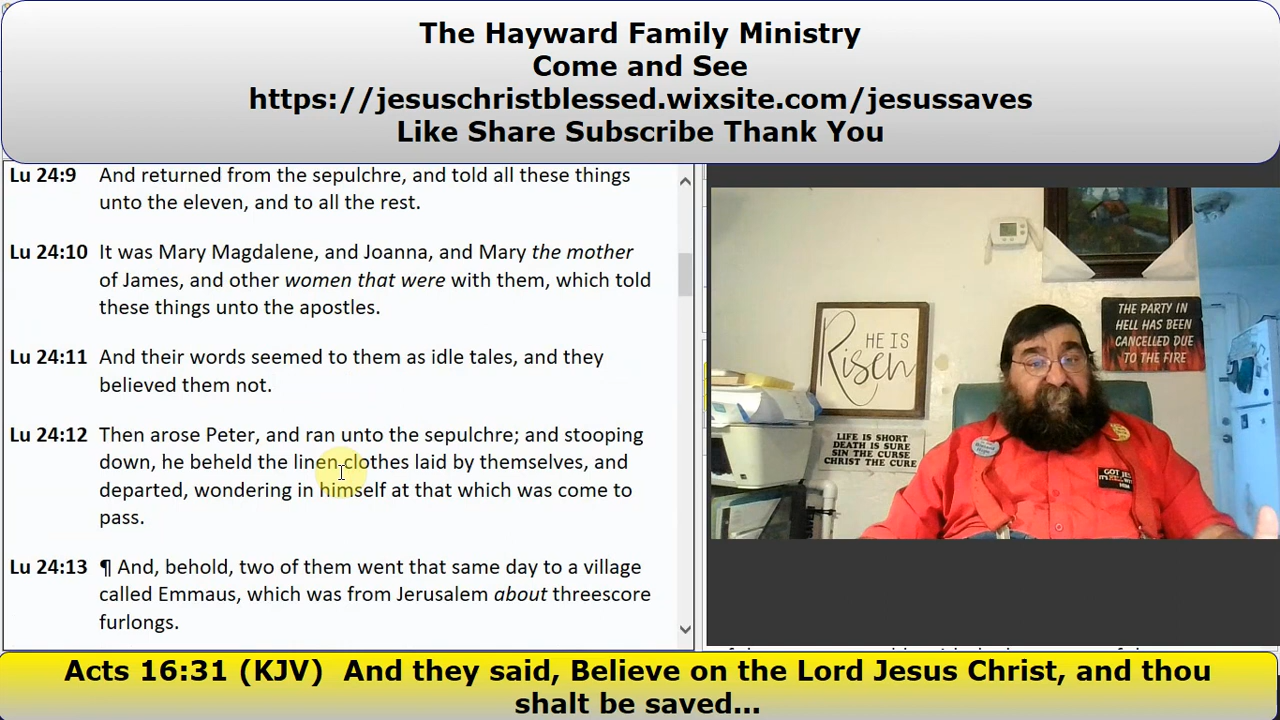 The Hayward Family Ministry
Come and See
https://jesuschristblessed.wixsite.com/jesussaves
Like Share Subscribe Thank You
Lu 24:9 And returned from the sepulchre, and told all these things
unto the eleven, and to all the rest.
Lu 24:10 It was Mary Magdalene, and Joanna, and Mary the mother
of James, and other women that were with them, which told
these things unto the apostles.
Lu 24:11 And their words seemed to them as idle tales, and they
believed them not.
Lu 24:12 Then arose Peter, and ran unto the sepulchre; and stooping
down, he beheld the linen clothes laid by themselves, and
departed, wondering in himself at that which was come to
pass.
Lu 24:13 ¶ And, behold, two of them went that same day to a village
called Emmaus, which was from Jerusalem about threescore
furlongs.
HE IS
Risen
LIFE IS SHORT
DEATH IS SURE
SIN THE CURSE
CHRIST THE CURE
THE PARTY IN
HELL HAS BEEN
CANCELLED DUE
TO THE FIRE
GOT
HIM
Acts 16:31 (KJV) And they said, Believe on the Lord Jesus Christ, and thou
shalt be saved...